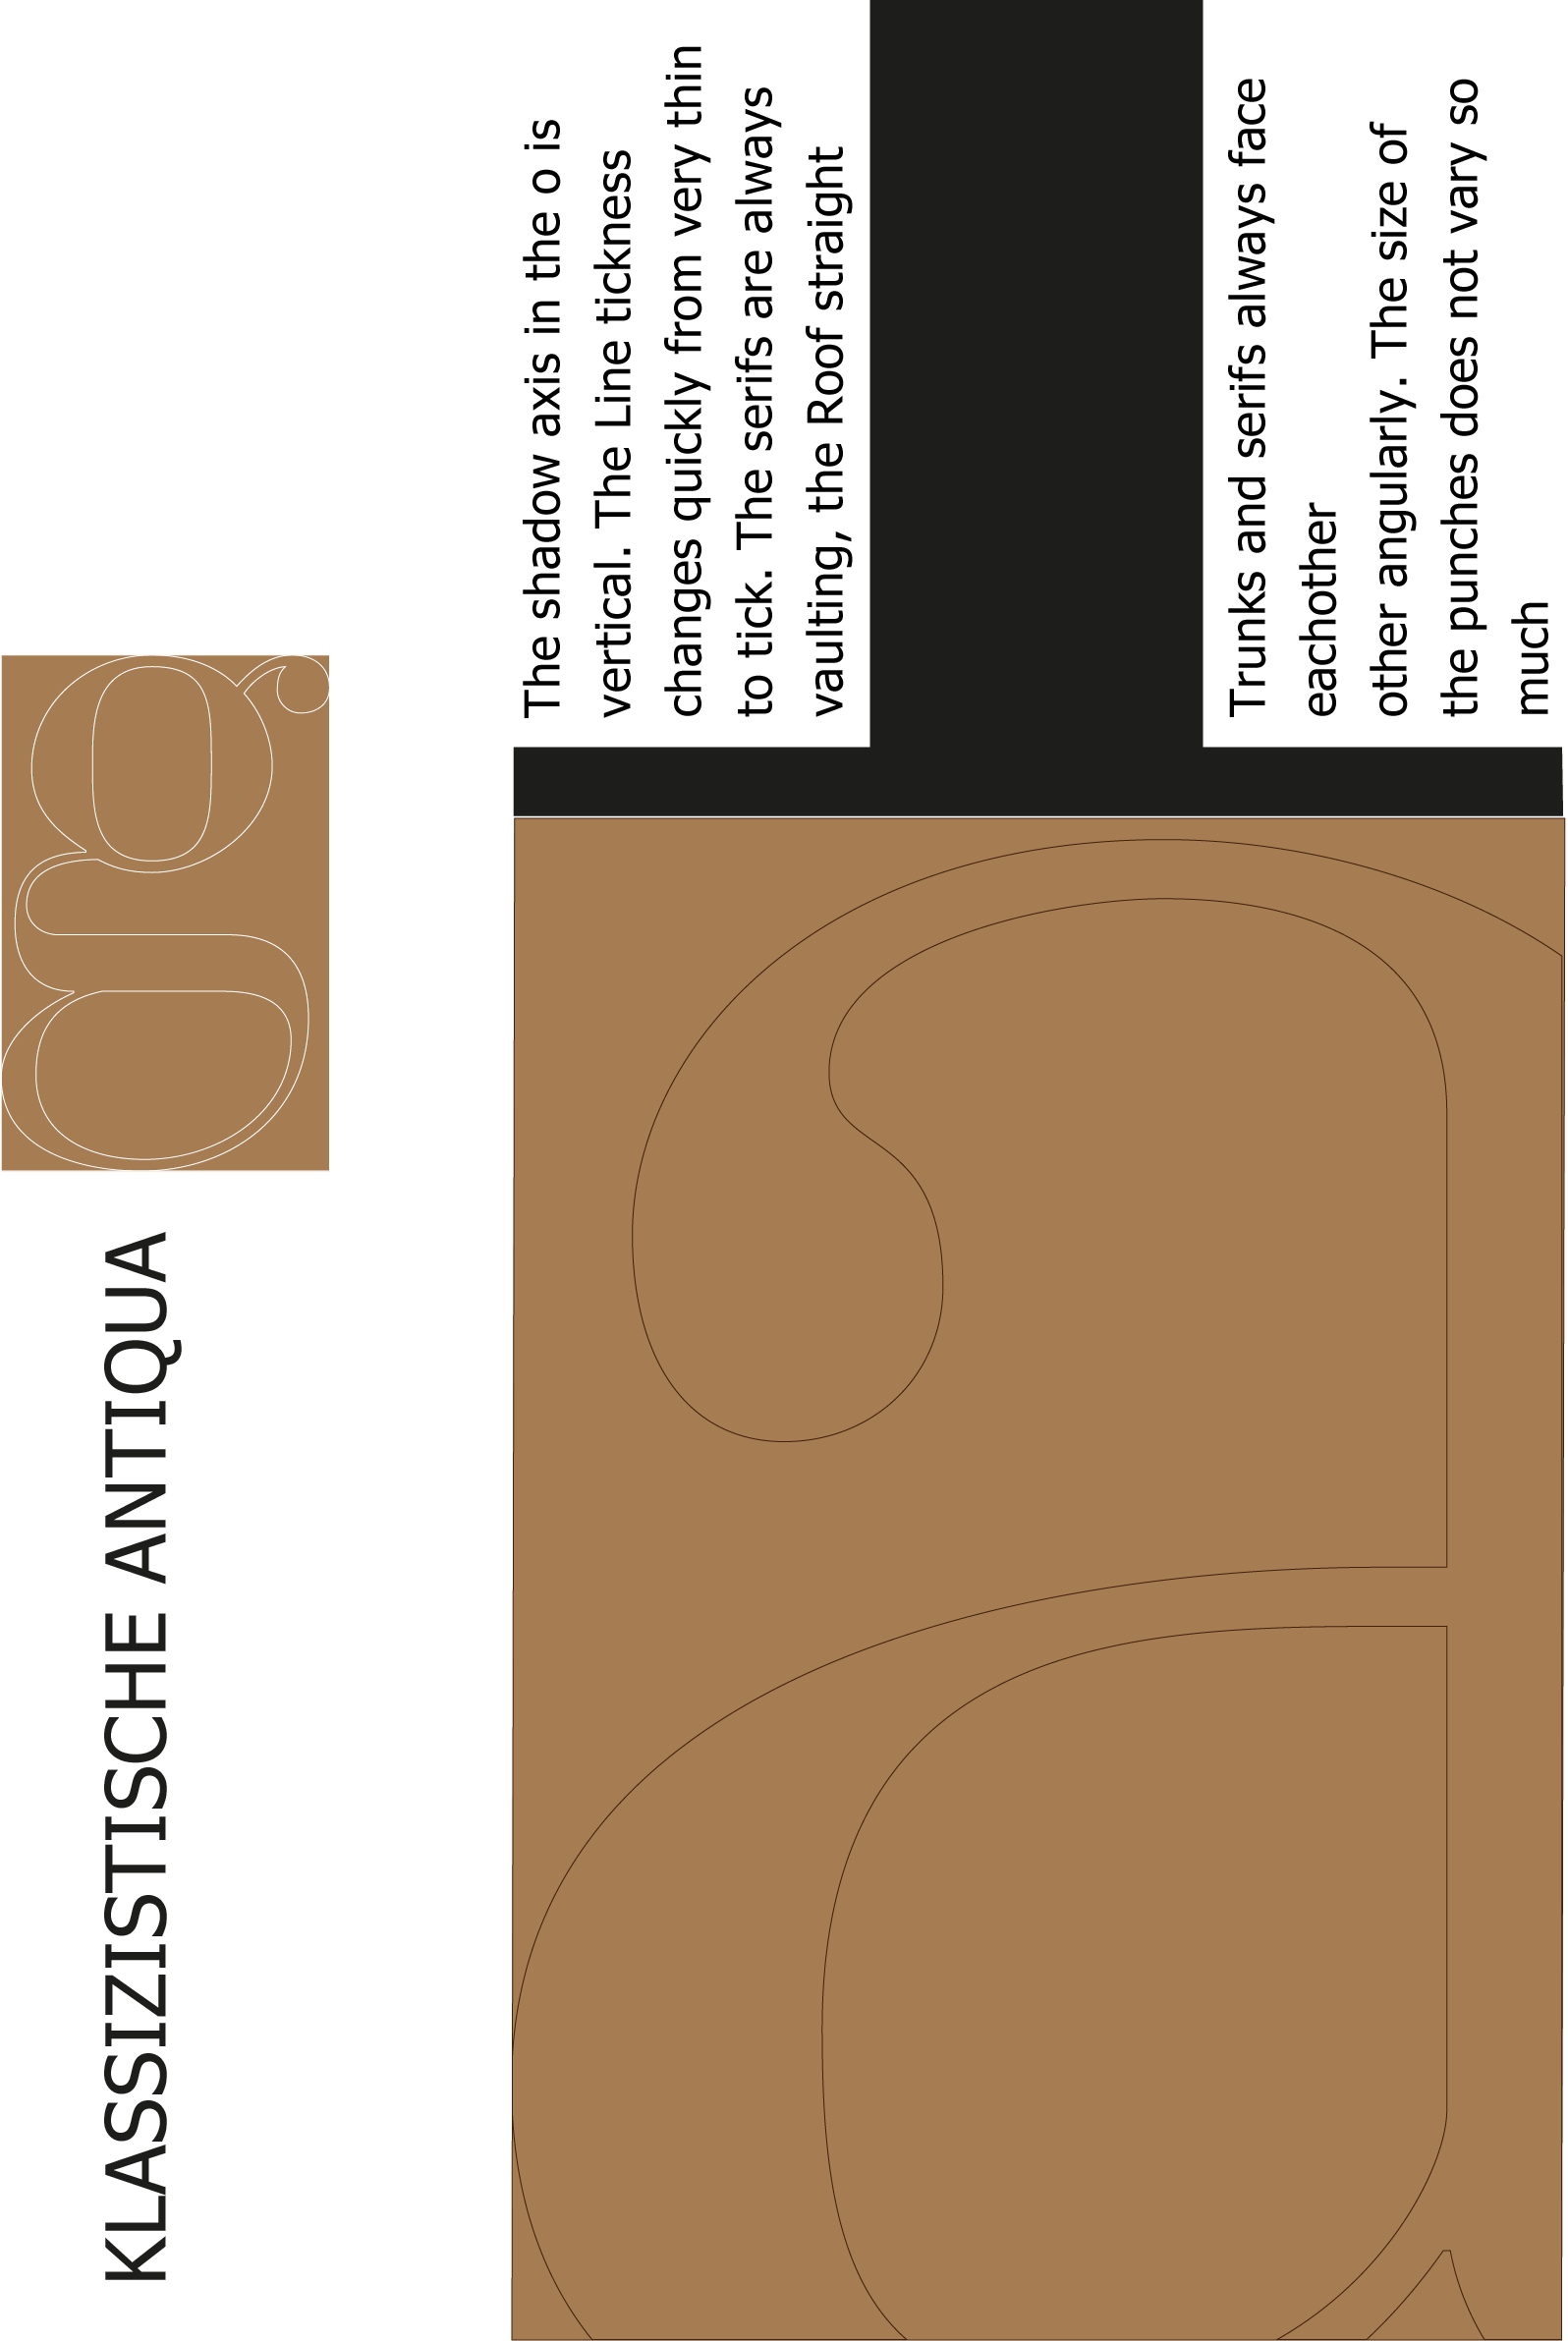 KLASSIZISTISCHE ANTIQUA
g
The shadow axis in the o is
vertical. The Line tickness
changes quickly from very thin
to tick. The serifs are always
vaulting, the Roof straight
Trunks and seriffs always face
eachother
other angularly. The size of
the punches does not vary so
much
a